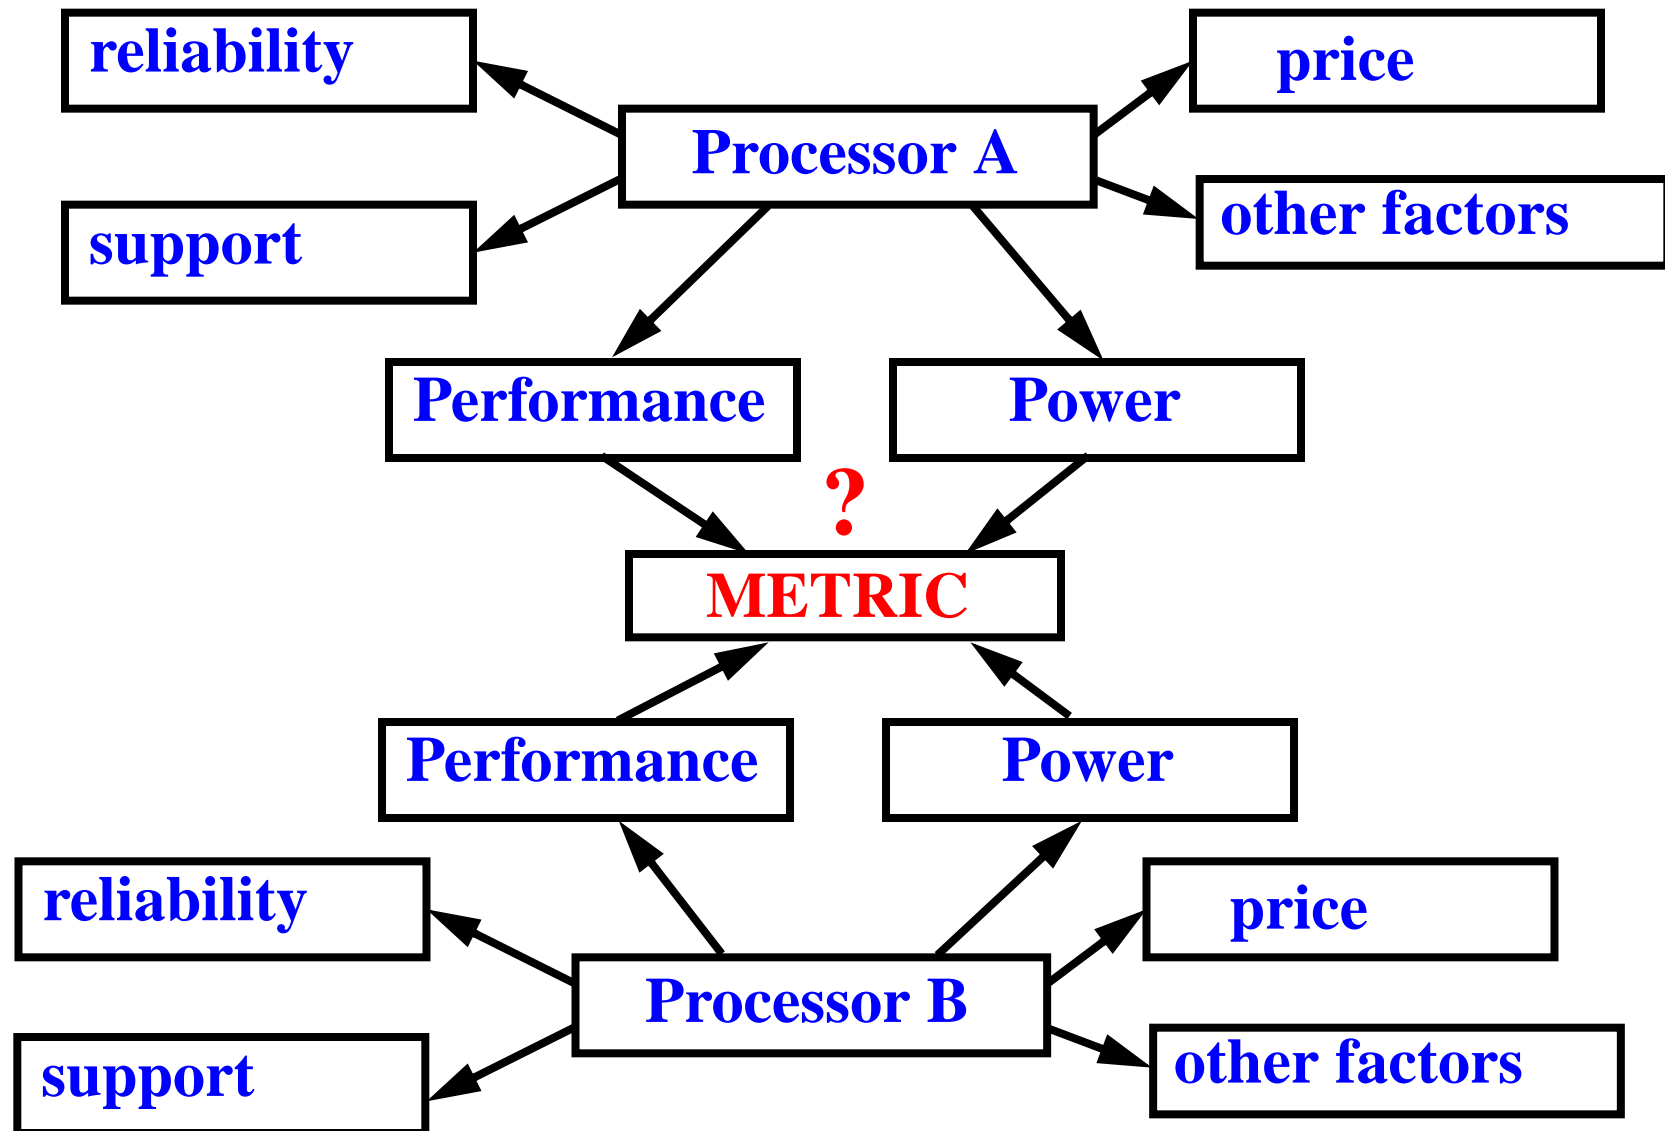 reliability
price
Processor A
other factors
support
Performance
Power
?
METRIC
Performance
Power
reliability
price
Processor B
other factors
support